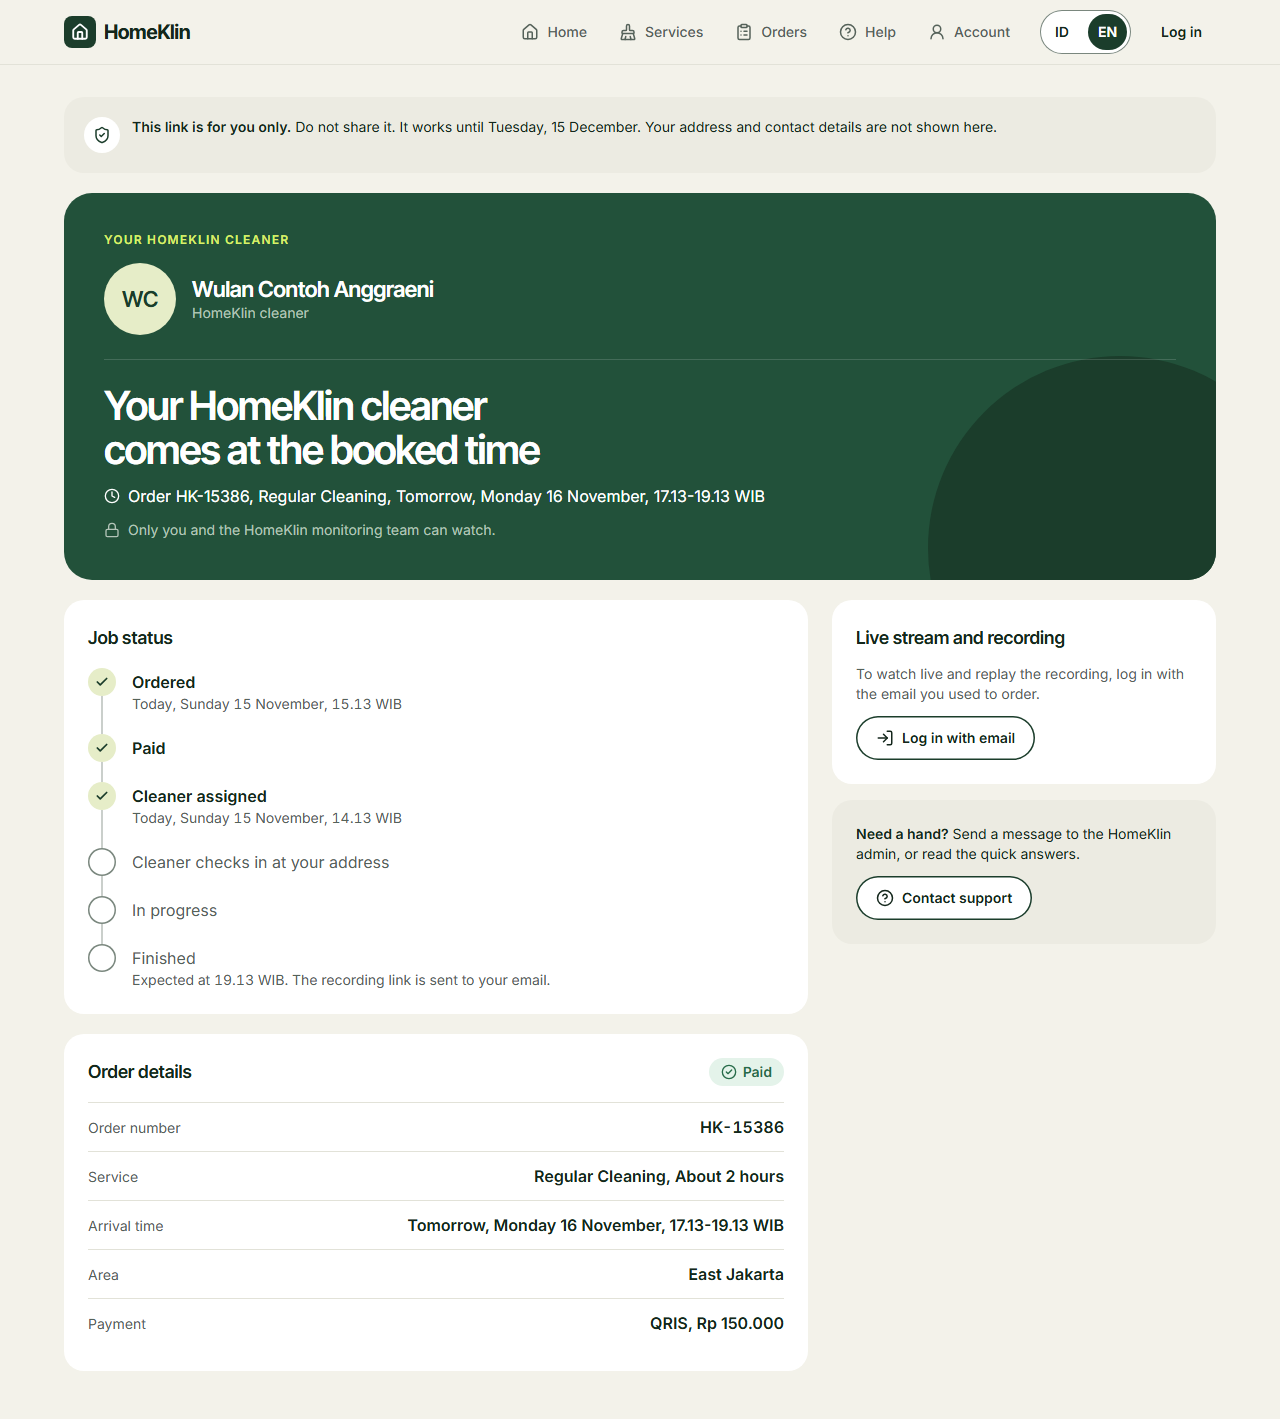 HomeKlin
Home
Services
Orders
Help
Account
ID
EN
Log in
This link is for you only. Do not share it. It works until Tuesday, 15 December. Your address and contact details are not shown here.
YOUR HOMEKLIN CLEANER
WC
Wulan Contoh Anggraeni
HomeKlin cleaner
Your HomeKlin cleaner
comes at the booked time
Order HK-15386, Regular Cleaning, Tomorrow, Monday 16 November, 17.13-19.13 WIB
Only you and the HomeKlin monitoring team can watch.
Job status
Ordered
Today, Sunday 15 November, 15.13 WIB
Paid
Cleaner assigned
Today, Sunday 15 November, 14.13 WIB
Cleaner checks in at your address
In progress
Finished
Expected at 19.13 WIB. The recording link is sent to your email.
Live stream and recording
To watch live and replay the recording, log in with
the email you used to order.
Log in with email
Need a hand? Send a message to the HomeKlin
admin, or read the quick answers.
Contact support
Order details
Paid
Order number
HK-15386
Service
Regular Cleaning, About 2 hours
Arrival time
Tomorrow, Monday 16 November, 17.13-19.13 WIB
Area
East Jakarta
Payment
QRIS, Rp 150.000